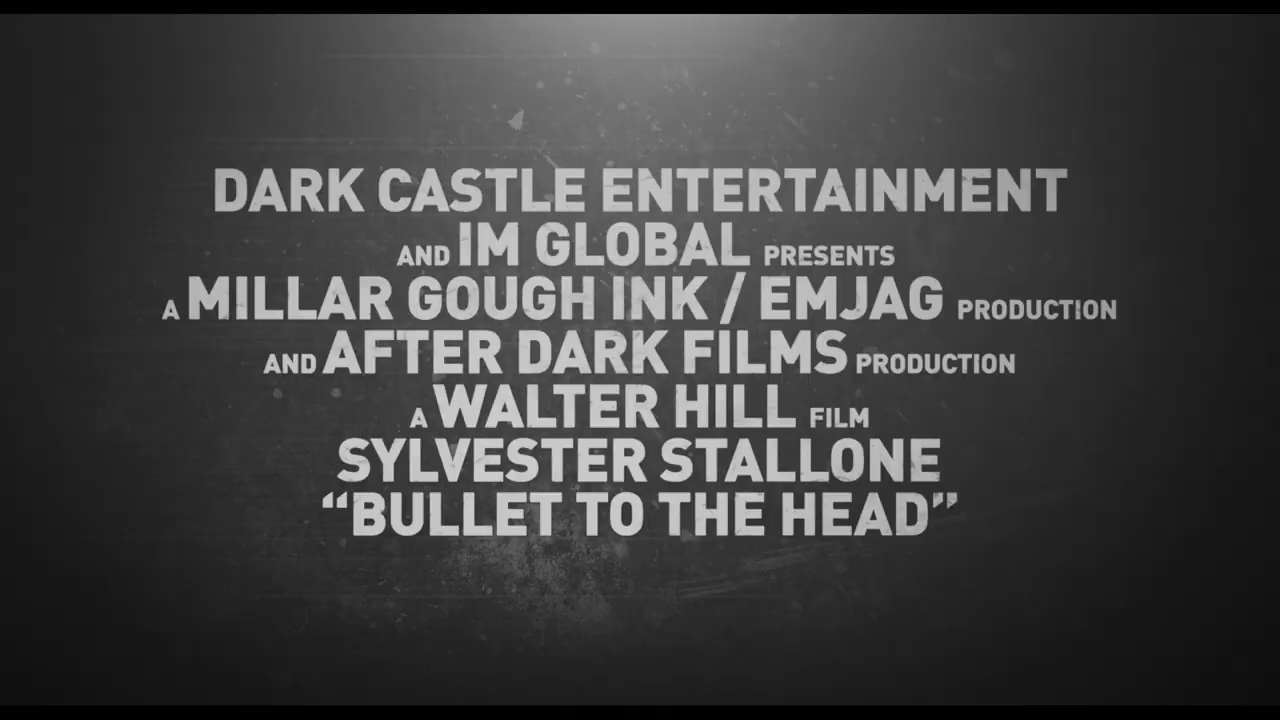 DARK CASTLE ENTERTAINMENT
AND IM GLOBAL PRESENTS
A MILLAR GOUGH INK / EMJAG PRODUCTION
AND AFTER DARK FILMS PRODUCTION
A WALTER HILL FILM
SYLVESTER STALLONE
“BULLET TO THE HEAD”